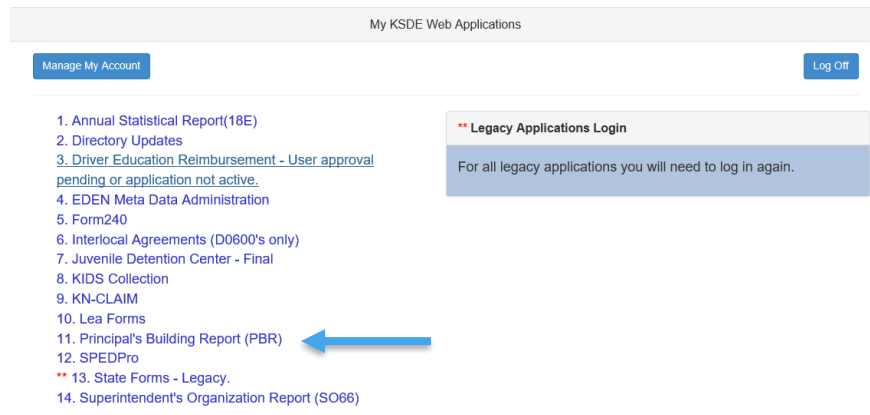 My KSDE Web Applications
Manage My Account
Log Off
1. Annual Statistical Report(18E)
2. Directory Updates
3. Driver Education Reimbursement - User approval
pending or application not active.
4. EDEN Meta Data Administration
5. Form240
6. Interlocal Agreements (D0600's only)
7. Juvenile Detention Center - Final
8. KIDS Collection
9. KN-CLAIM
10. Lea Forms
11. Principal's Building Report (PBR)
12. SPEDPro
** 13. State Forms - Legacy.
14. Superintendent's Organization Report (SO66)
** Legacy Applications Login
For all legacy applications you will need to log in again.